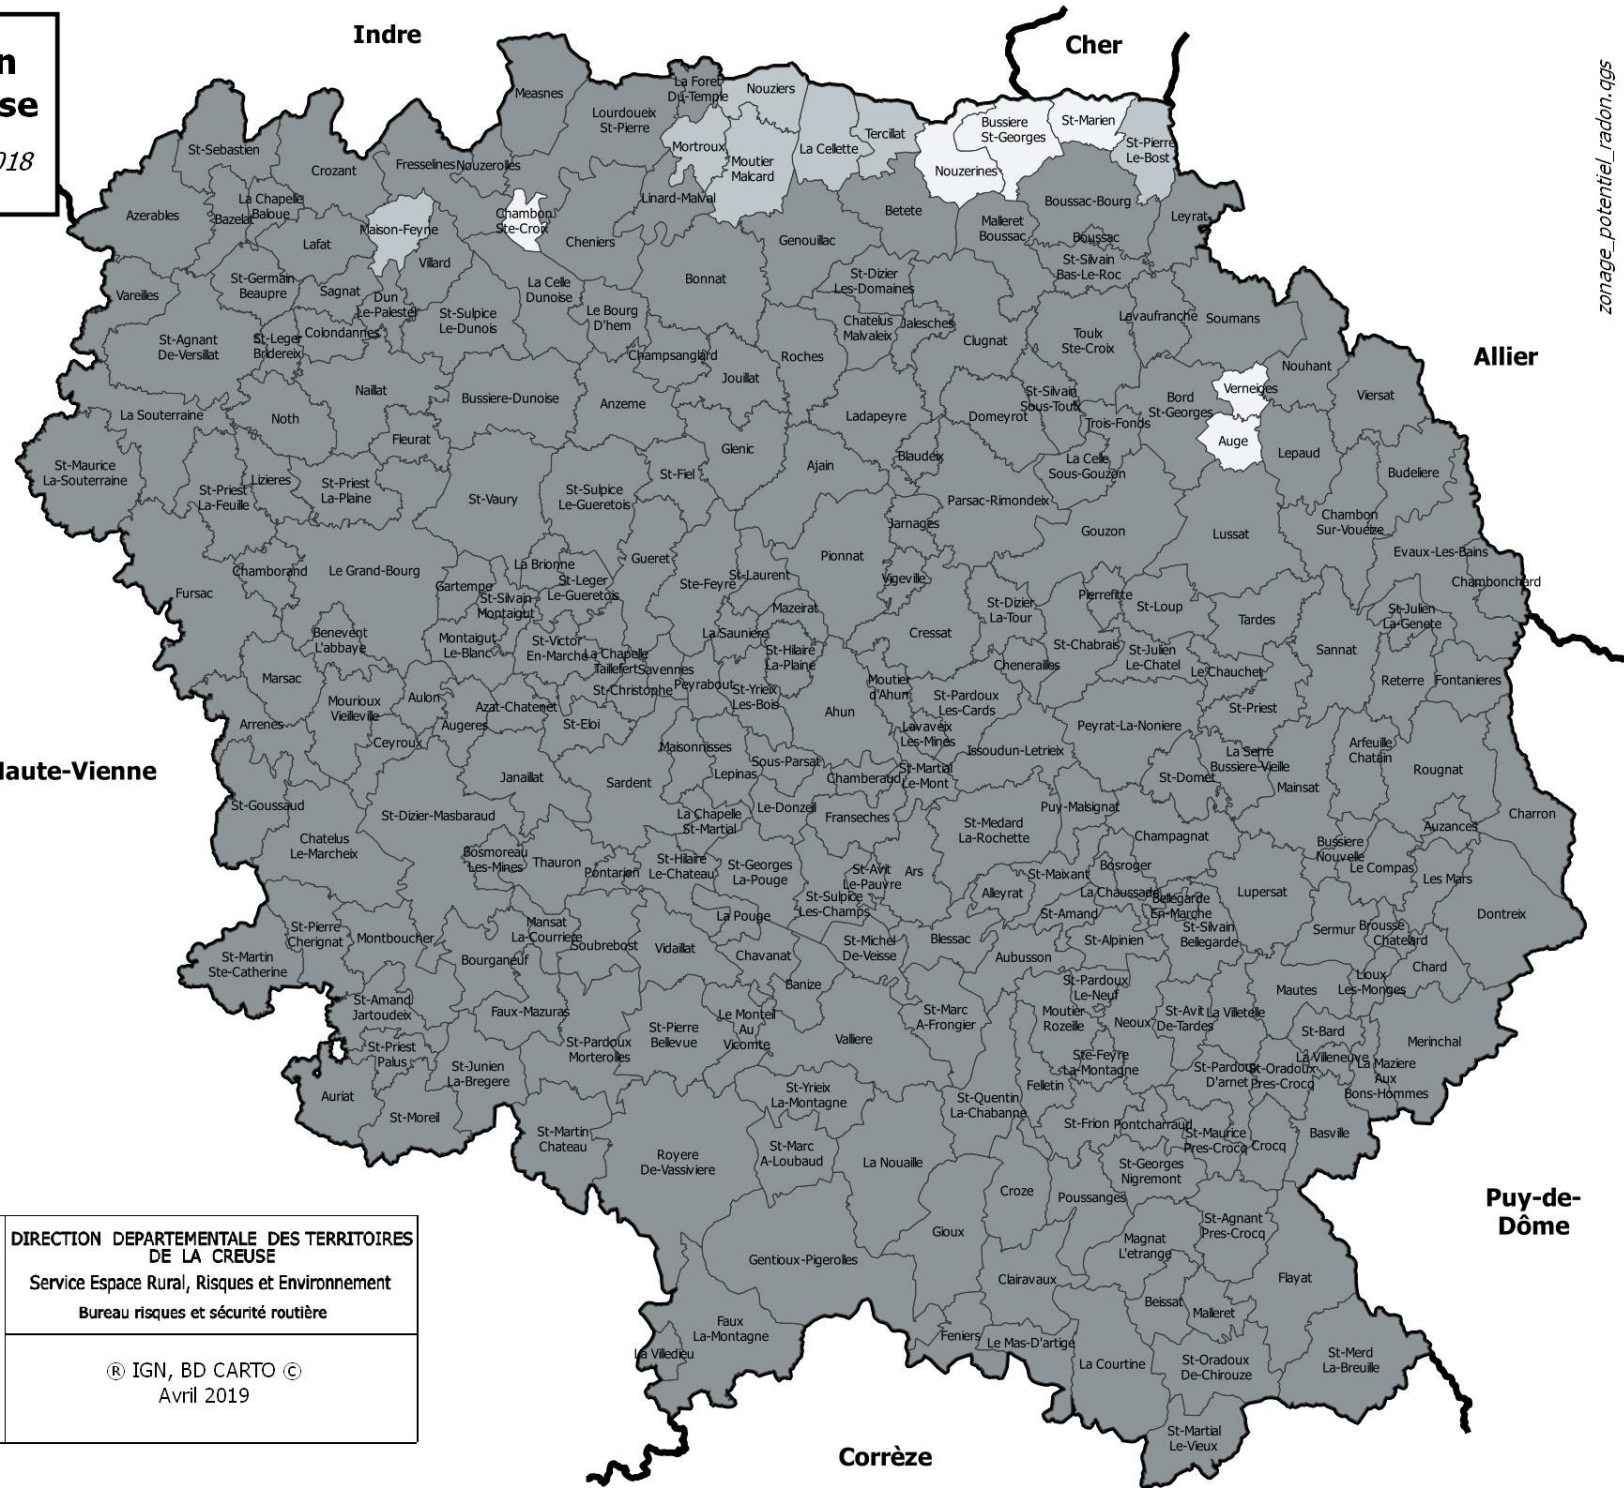 Indre
Cher
n
se
018
zonage_potentiel_radon.qgs
Measnes
La Foret
Du-Temple
Nouziers
Lourdoueix
St-Pierre
Bussiere
St-Georges
St-Marien
St-Sebastien
Crozant
Fresselines
Nouzerolles
Mortroux
Moutier
Malcard
La Cellette
Tercillat
Nouzerines
St-Pierre
Le-Bost
Azerables
Bazelat
La Chapelle
Baloue
Lafat
Maison-Feyne
Chambon
Ste-Croix
Cheniers
Linard-Malval
Genouillac
Betete
Malleret
Boussac
Boussac-Bourg
Boussac
Leyrat
Villard
Vareilles
St-Germain
Beaupre
Sagnat
Dun
Le-Palestel
La Celle
Dunoise
Bonnat
St-Dizier
Les-Domaines
St-Silvain
Bas-Le-Roc
St-Agnant
De-Versillat
St-Leger
Bridereix
Colondannes
St-Sulpice
Le-Dunois
Le Bourg
D'hem
Champsanglard
Roches
Chatelus
Malvaleix
Jalesches
Clugnat
Toulx
Ste-Croix
Lavaufranche
Soumans
Allier
Jouillat
Nouhant
Verneiges
Viersat
La Souterraine
Noth
Naillat
Bussiere-Dunoise
Anzeme
Ladapeyre
Domeyrot
St-Silvain
Sous-Toulx
Trois-Fonds
Bord
St-Georges
Auge
Lepaud
Fleurat
Glenic
St-Maurice
La-Souterraine
St-Priest
La-Feuille
Lizieres
St-Priest
La-Plaine
St-Vaury
St-Sulpice
Le-Gueretois
St-Fiel
Ajain
Blaudeix
La Celle
Sous-Gouzon
Budeliere
Parsac-Rimondeix
Jarnages
Gouzon
Lussat
Chambon
Sur-Voueize
Evaux-Les-Bains
Chambonchard
Fursac
Chamborand
Le Grand-Bourg
Gartempe
La Brionne
St-Silvain
Montaigut
St-Leger
Le-Gueretois
Gueret
Ste-Feyre
St-Laurent
Pionnat
Vigeville
Mazeirat
St-Dizier
La-Tour
Pierrefitte
St-Loup
Tardes
St-Julien
La-Genete
Benevent
L'abbaye
Montaigut
Le-Blanc
St-Victor
En-Marche
La Chapelle
Taillefert
Savennes
La Sauniere
St-Hilaire
La-Plaine
Cressat
Chenerailles
St-Chabrais
St-Julien
Le-Chatel
Le Chauchet
Sannat
Reterre
Fontanieres
Marsac
Mourioux
Vieilleville
Aulon
Azat-Chatenet
St-Christophe
Peyrabout
St-Yrieix
Les-Bois
Moutier
d'Ahun
St-Pardoux
Les-Cards
St-Priest
Arrenes
Ceyroux
Augeres
St-Eloi
Ahun
Lavaveix
Les-Mines
Issoudun-Letrieix
Peyrat-La-Noniere
La Serre
Bussiere-Vieille
Arfeuille
Chatain
Rougnat
Haute-Vienne
Janaillat
Sardent
Maisonnisses
Lepinas
Sous-Parsat
Chamberaud
St-Martial
Le-Mont
St-Domet
Mainsat
St-Goussaud
St-Dizier-Masbaraud
La Chapelle
St-Martial
Le-Donzeil
Franseches
St-Medard
La-Rochette
Puy-Malsignat
Champagnat
Charron
Auzances
Chatelus
Le-Marcheix
Bosmoreau
Les-Mines
Thauron
Pontarion
St-Hilaire
Le-Chateau
St-Georges
La-Pouge
St-Avit
Le-Pauvre
Ars
St-Maixant
Bosroger
Bussiere
Nouvelle
Le Compas
Les Mars
St-Sulpice
Les-Champs
Alleyrat
La Chaussade
Bellegarde
En-Marche
Lupersat
Dontreix
St-Pierre
Cherignat
Montboucher
Mansat
La-Courriere
Soubrebost
Vidaillat
La Pouge
Chavanat
St-Michel
De-Veisse
Blessac
St-Amand
St-Alpinien
St-Silvain
Bellegarde
Sermur
Brousse
Chatelard
St-Martin
Ste-Catherine
Bourganeuf
Aubusson
Banize
St-Pardoux
Le-Neuf
Mautes
Lioux
Les-Monges
Chard
St-Amand
Jartoudeix
Faux-Mazuras
St-Pardoux
Morterolles
St-Pierre
Bellevue
Le Monteil
Au
Vicomte
Valliere
St-Marc
A-Frongier
Moutier
Rozeille
Neoux
St-Avit
De-Tardes
La Villetelle
St-Bard
Merinchal
St-Priest
Palus
St-Junien
La-Bregere
Ste-Feyre
La-Montagne
St-Pardoux
D'arnet
St-Oradoux
Pres-Crocq
La Villeneuve
La Maziere
Aux
Bons-Hommes
Auriat
St-Moreil
St-Yrieix
La-Montagne
St-Quentin
La-Chabanne
Felletin
St-Frion
Pontcharraud
St-Maurice
Pres-Crocq
Crocq
Basville
St-Martin
Chateau
Royere
De-Vassiviere
St-Marc
A-Loubaud
La Nouaille
St-Georges
Nigremont
Croze
Poussanges
Puy-de-
Dôme
Gentioux-Pigerolles
Gioux
Magnat
L'etrange
St-Agnant
Pres-Crocq
Clairavaux
Flayat
Beissat
Malleret
Faux
La-Montagne
La Villedieu
Feniers
Le Mas-D'artige
La Courtine
St-Oradoux
De-Chirouze
St-Merd
La-Breuille
St-Martial
Le-Vieux
Corrèze
DIRECTION DEPARTEMENTALE DES TERRITOIRES
DE LA CREUSE
Service Espace Rural, Risques et Environnement
Bureau risques et sécurité routière
® IGN, BD CARTO ©
Avril 2019